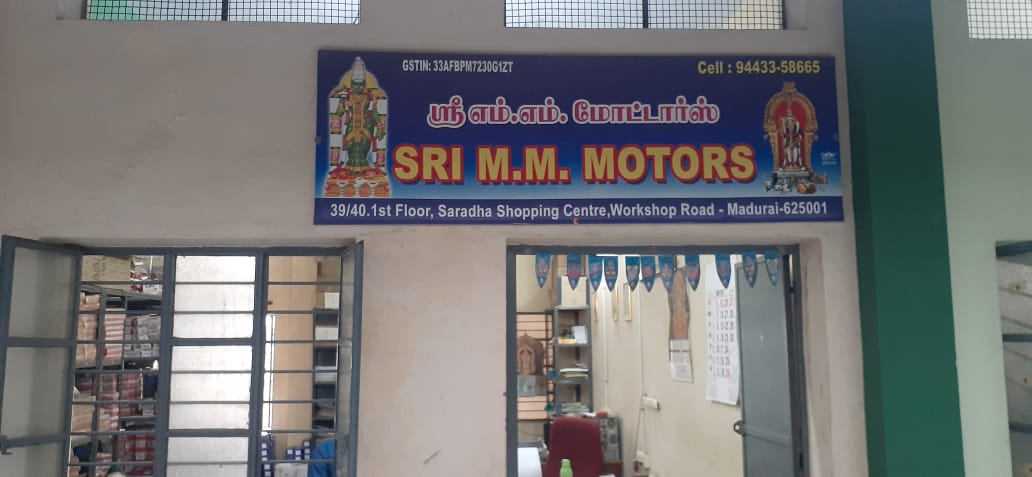 GSTIN: 33AFBPM7230G1ZT
Cell : 94433-58665
ஸ்ரீ எம்.எம். மோட்டார்ஸ்
SRI M.M. MOTORS
39/40.1st Floor, Saradha Shopping Centre,Workshop Road - Madurai-625001